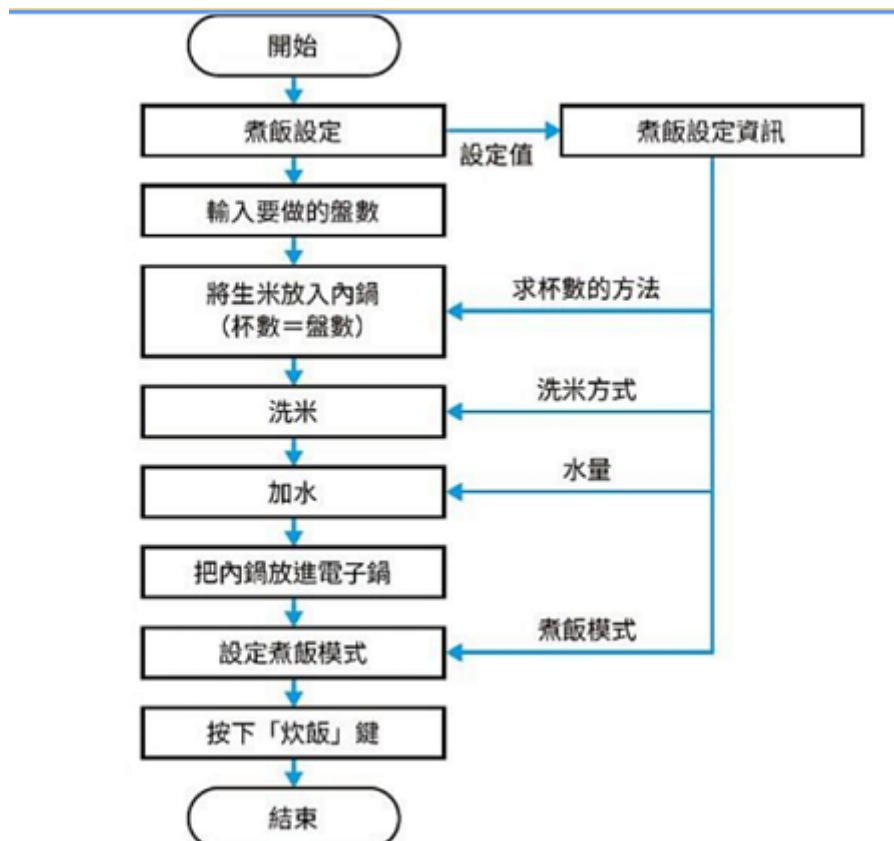 開始
煮飯設定
設定值
煮飯設定資訊
輸入要做的盤數
將生米放入內鍋
（杯數＝盤數）
求杯數的方法
洗米
洗米方式
加水
水量
把內鍋放進電子鍋
設定煮飯模式
煮飯模式
按下「炊飯」鍵
結束